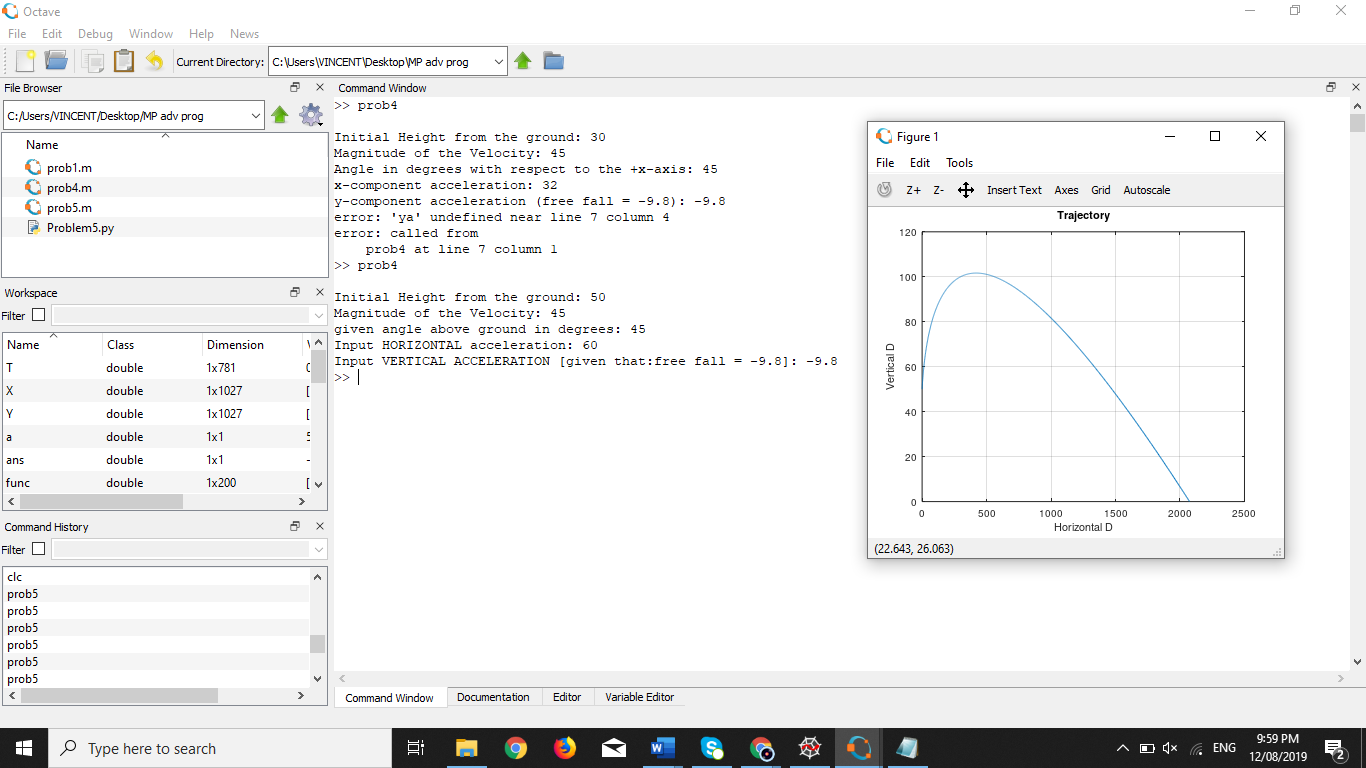 Octave
File Edit Debug Window Help News
Current Directory: C:\Users\VINCENT\Desktop\MP adv prog
File Browser
C:/Users/VINCENT/Desktop/MP adv prog
Name
prob1.m
prob4.m
prob5.m
Problem5.py
Workspace
Filter
Name Class Dimension
T double 1x781
X double 1x1027 [
Y double 1x1027 [
a double 1x1 5
ans double 1x1 -
func double 1x200 [
Command History
Filter
clc
prob5
prob5
prob5
prob5
prob5
prob5
Command Window
>> prob4
Initial Height from the ground: 30
Magnitude of the Velocity: 45
Angle in degrees with respect to the +x-axis: 45
x-component acceleration: 32
y-component acceleration (free fall = -9.8): -9.8
error: 'ya' undefined near line 7 column 4
error: called from
prob4 at line 7 column 1
>> prob4
Initial Height from the ground: 50
Magnitude of the Velocity: 45
given angle above ground in degrees: 45
Input HORIZONTAL acceleration: 60
Input VERTICAL ACCELERATION [given that:free fall = -9.8]: -9.8
>>
Command Window Documentation Editor Variable Editor
Figure 1
File Edit Tools
Z+ Z- Insert Text Axes Grid Autoscale
Trajectory
120
100
80
60
40
20
0
Vertical D
0 500 1000 1500 2000 2500
Horizontal D
(22.643, 26.063)
Type here to search
ENG
9:59 PM
12/08/2019
2